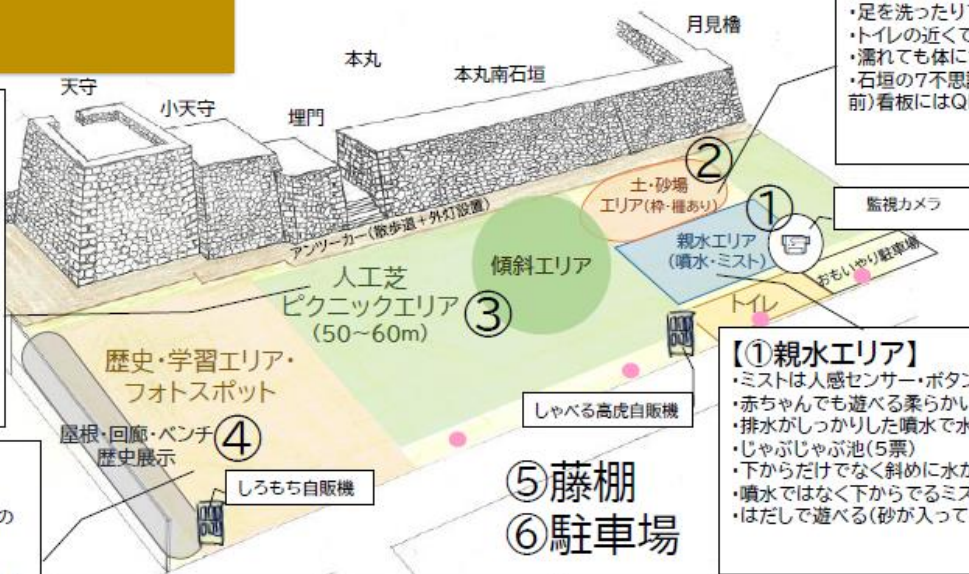 月見櫓
本丸
本丸南石垣
天守
小天守
埋門
・足を洗ったり
・トイレの近くて
・濡れても体に
・石垣の7不思
前)看板にはQ
②
土・砂場
エリア(枠・柵あり)
①
監視カメラ
アンツーカー(散歩道+外灯設置)
親水エリア
(噴水・ミスト)
おもいやり駐車場
傾斜エリア
人工芝
ピクニックエリア
(50~60m)
③
トイレ
歴史・学習エリア・
フォトスポット
しゃべる高虎自販機
屋根・回廊・ベンチ
歴史展示
④
しろもち自販機
の
⑤藤棚
⑥駐車場
【①親水エリア】
・ミストは人感センサー・ボタン
・赤ちゃんでも遊べる柔らかい
・排水がしっかりした噴水で水
・じゃぶじゃぶ池(5票)
・下からだけでなく斜めに水か
・噴水ではなく下からでるミス
・はだしで遊べる(砂が入って